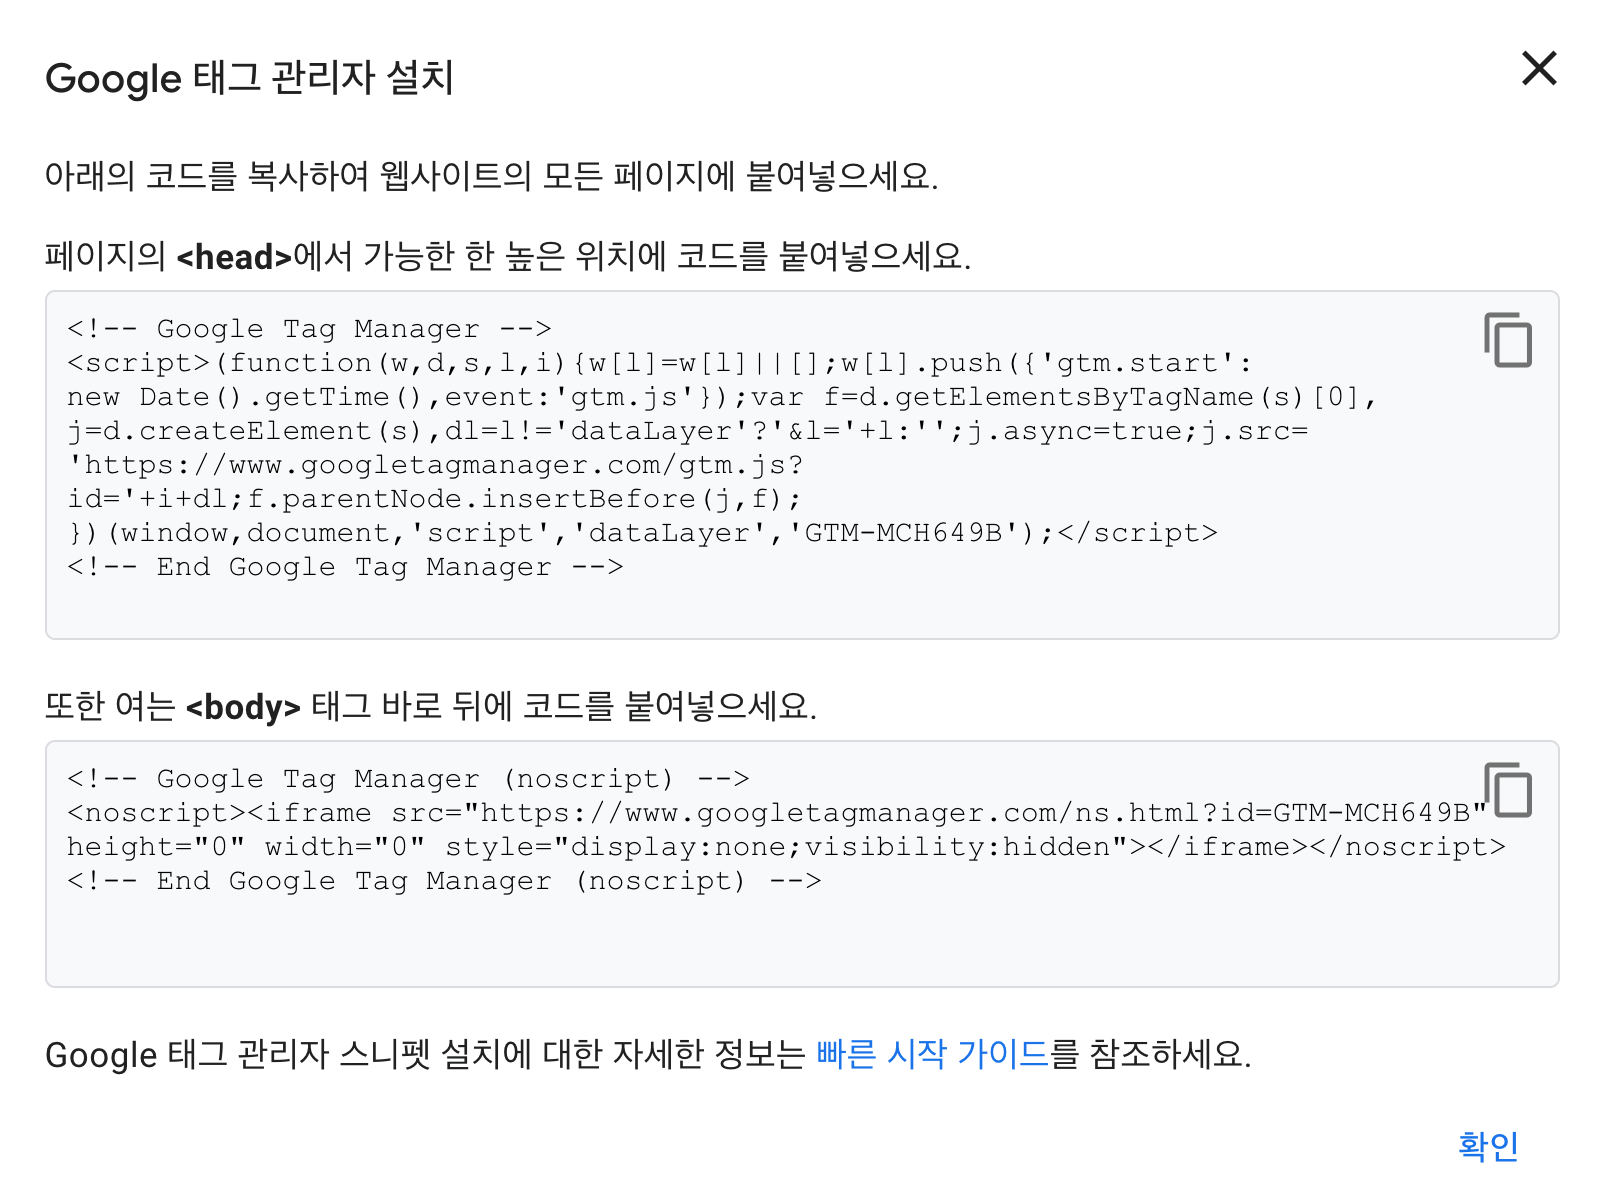 Google 태그 관리자 설치
아래의 코드를 복사하여 웹사이트의 모든 페이지에 붙여넣으세요.
페이지의 <head>에서 가능한 한 높은 위치에 코드를 붙여넣으세요.
<!-- Google Tag Manager -->
<script>(function(w,d,s,l,i){w[l]=w[l]||[];w[l].push({'gtm.start':
new Date().getTime(),event:'gtm.js'});var f=d.getElementsByTagName(s)[0],
j=d.createElement(s),dl=l!='dataLayer'?'&l='+l:'';j.async=true;j.src=
'https://www.googletagmanager.com/gtm.js?
id='+i+dl;f.parentNode.insertBefore(j,f);
})(window,document,'script','dataLayer','GTM-MCH649B');</script>
<!-- End Google Tag Manager -->
또한 여는 <body> 태그 바로 뒤에 코드를 붙여넣으세요.
<!-- Google Tag Manager (noscript) -->
<noscript><iframe src="https://www.googletagmanager.com/ns.html?id=GTM-MCH649B"
height="0" width="0" style="display:none;visibility:hidden"></iframe></noscript>
<!-- End Google Tag Manager (noscript) -->
Google 태그 관리자 스니펫 설치에 대한 자세한 정보는 빠른 시작 가이드를 참조하세요.
확인